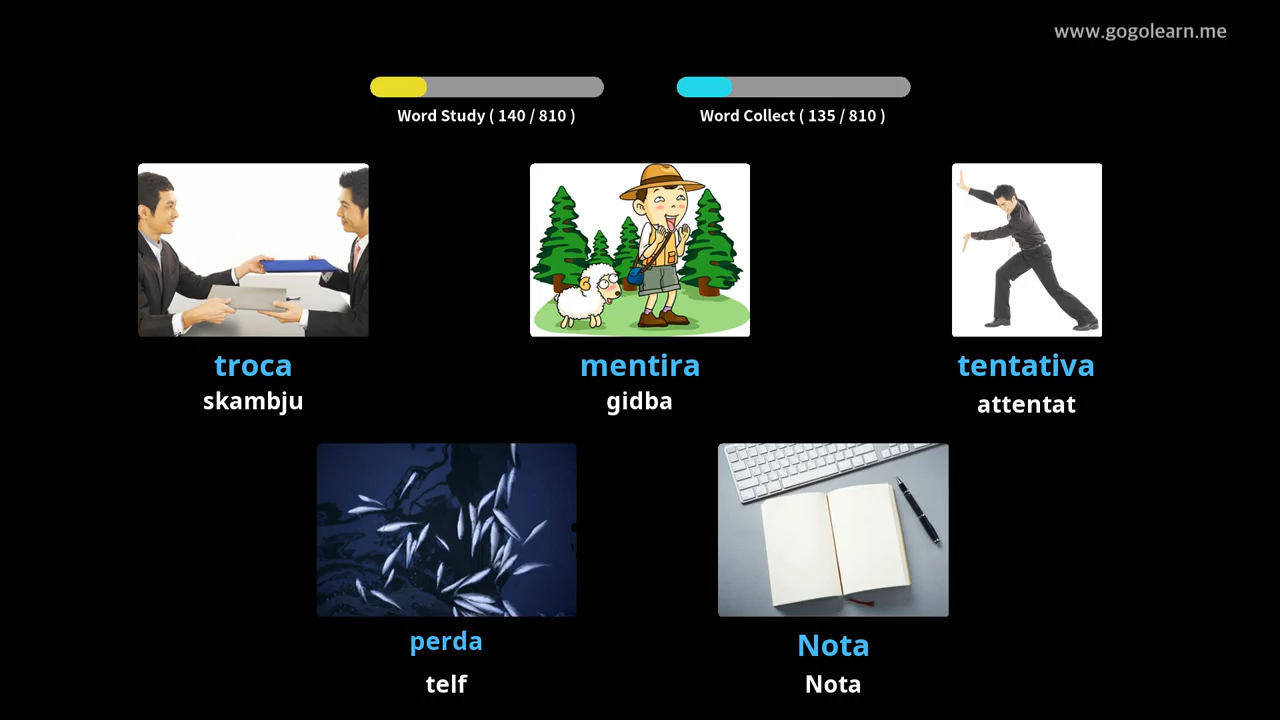 www.gogolearn.me
Word Study ( 140 / 810 )
Word Collect ( 135 / 810 )
troca
skambju
mentira
gidba
tentativa
attentat
perda
telf
Nota
Nota